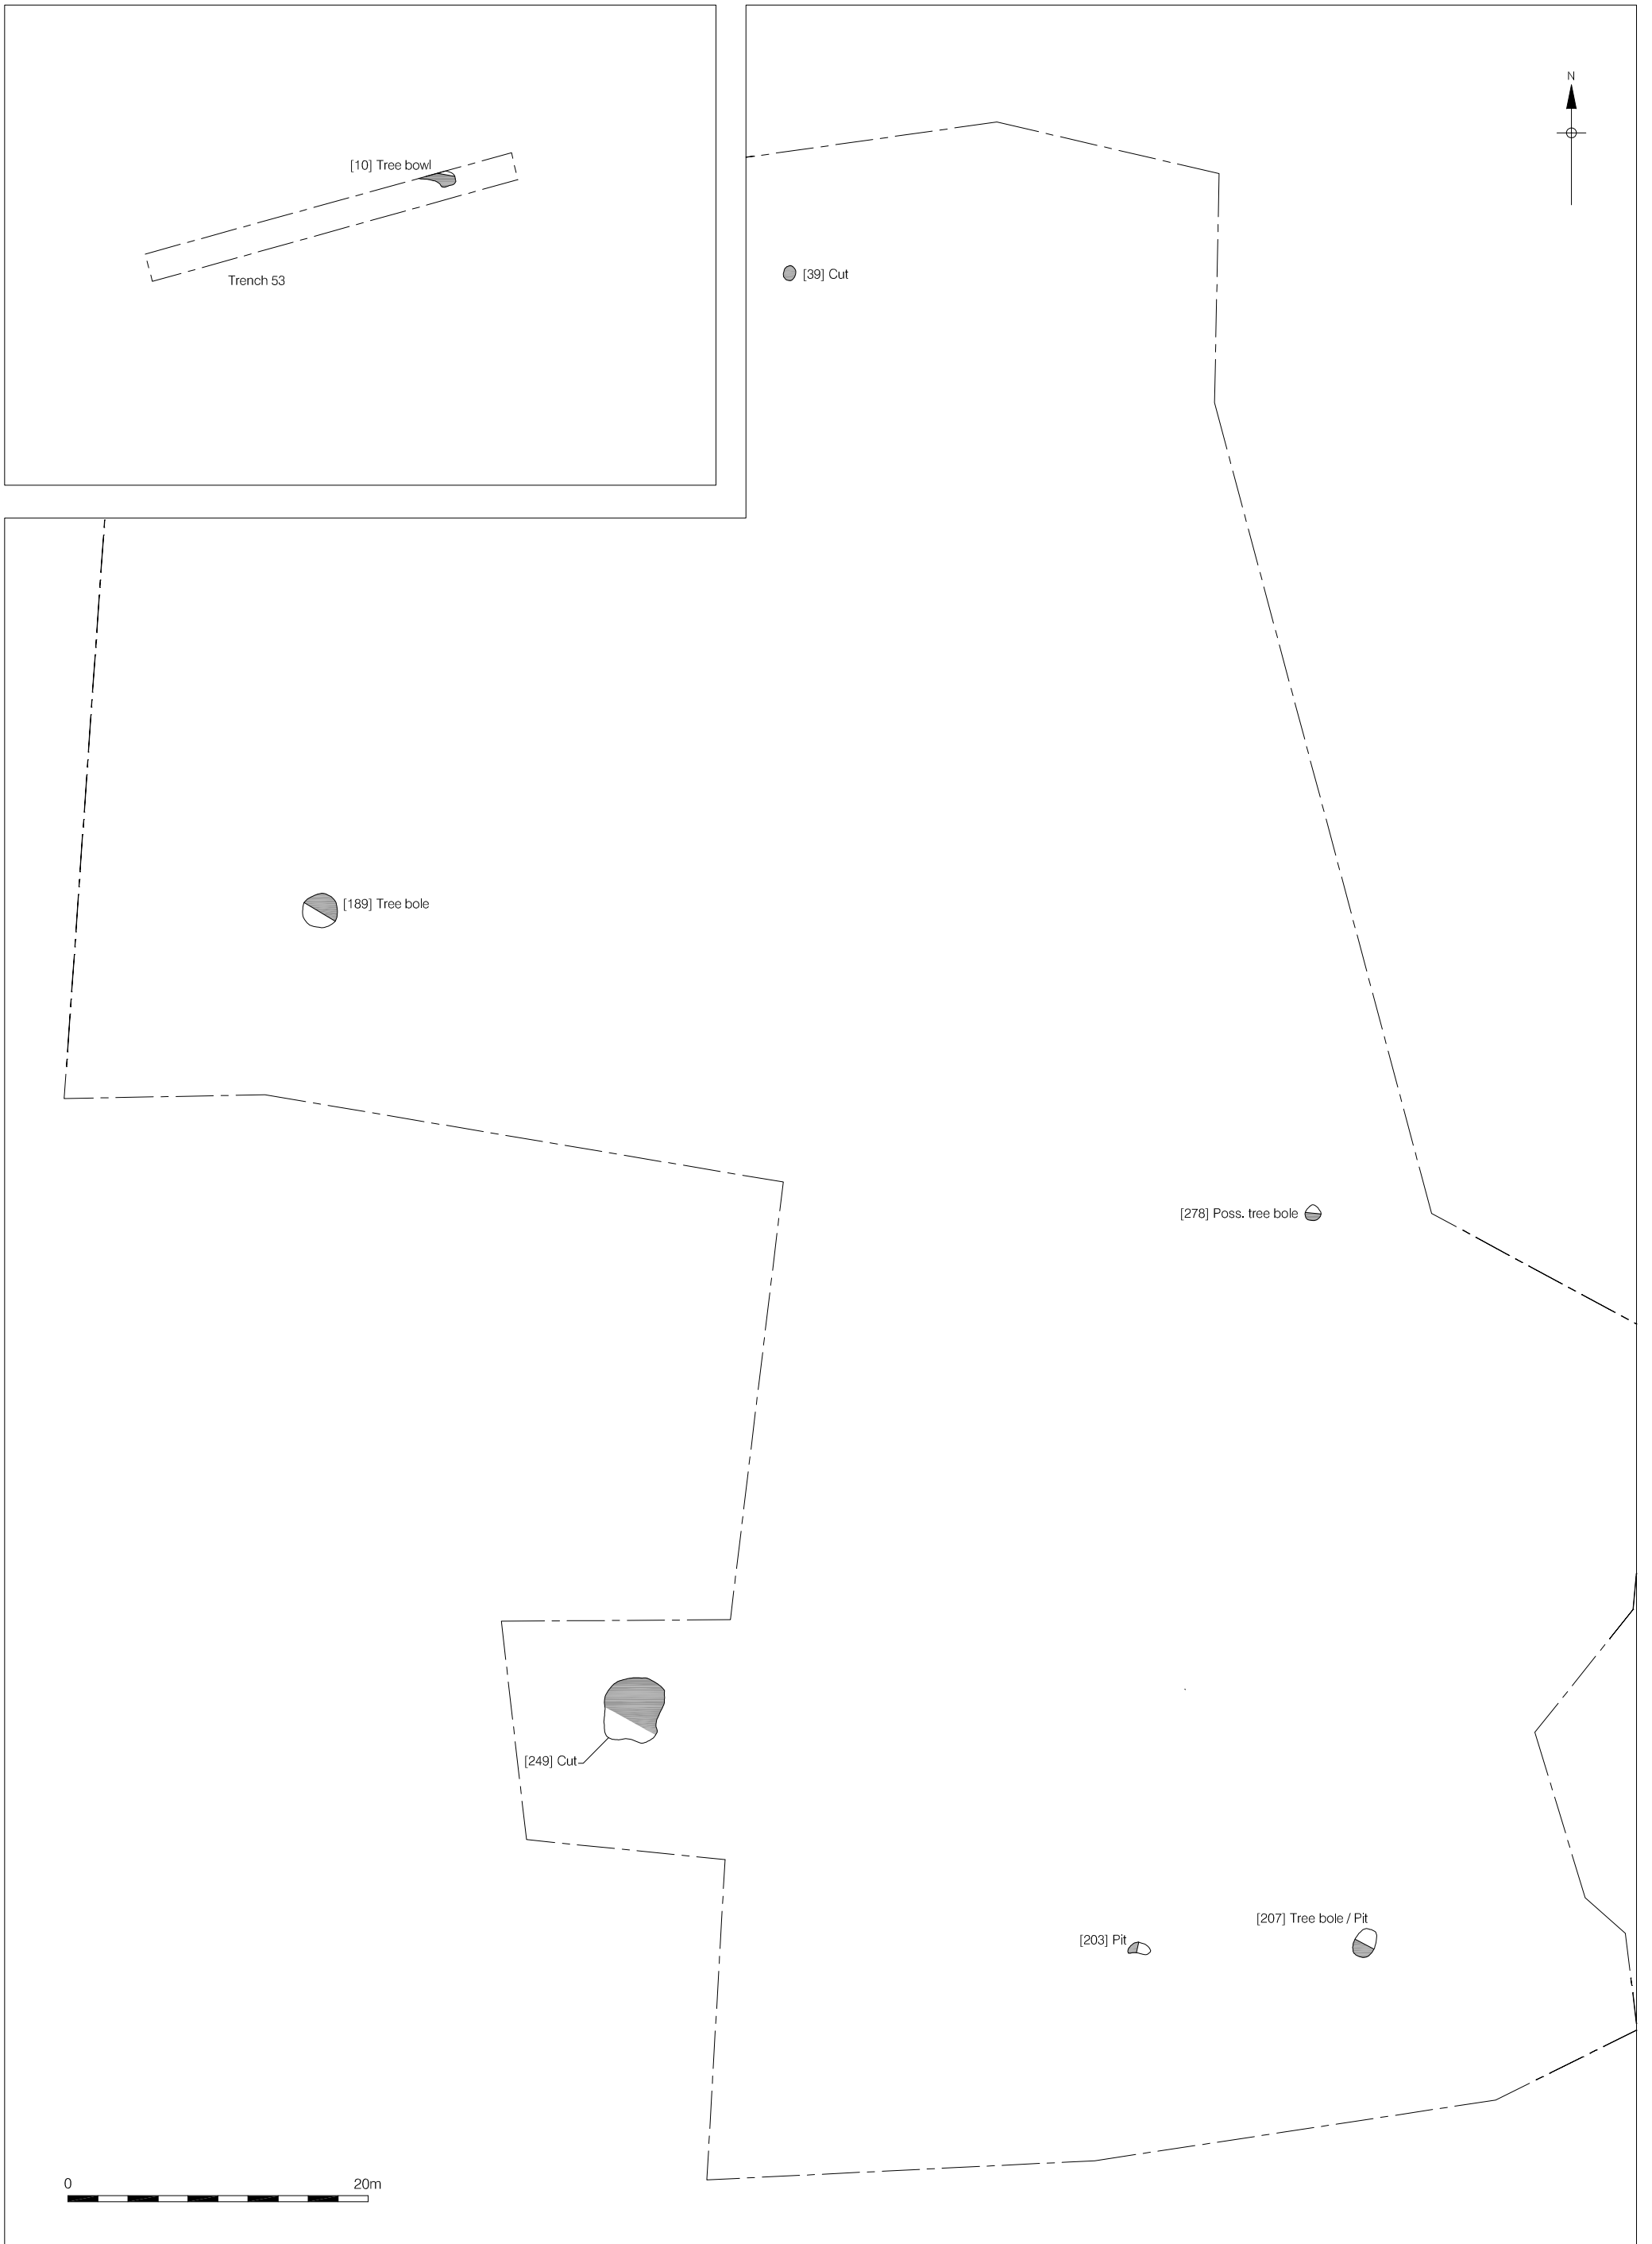 N
[10] Tree bowl
Trench 53
[39] Cut
[189] Tree bole
[278] Poss. tree bole
[249] Cut
[207] Tree bole / Pit
[203] Pit
0 20m